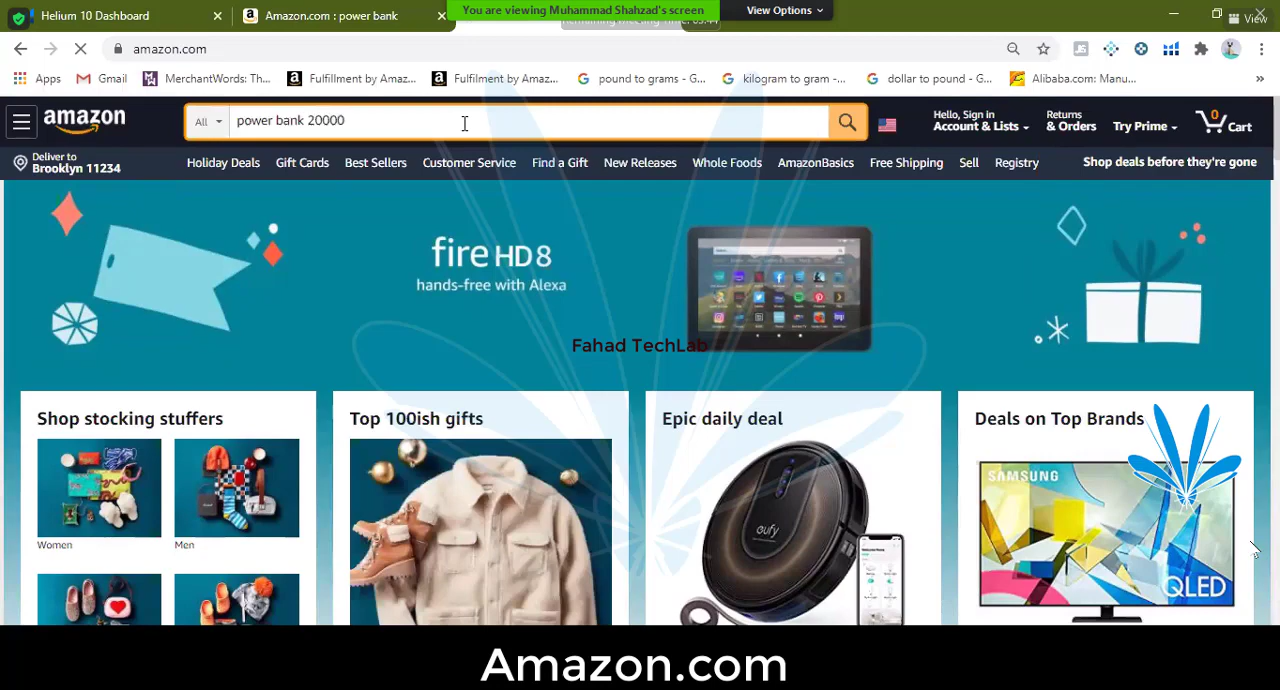 You are viewing Muhammad Shahzad's screen
View Options
Helium 10 Dashboard
Amazon.com : power bank
View
amazon.com
Apps
Gmail
MerchantWords: Th...
Fulfillment by Amaz...
Fulfilment by Amaz...
pound to grams - G...
kilogram to gram -...
dollar to pound - G...
Alibaba.com: Manu...
amazon
All
power bank 20000
Hello, Sign in
Account & Lists
Returns
& Orders
Try Prime
0
Cart
Deliver to
Brooklyn 11234
Holiday Deals
Gift Cards
Best Sellers
Customer Service
Find a Gift
New Releases
Whole Foods
AmazonBasics
Free Shipping
Sell
Registry
Shop deals before they're gone
fire HD 8
hands-free with Alexa
Fahad TechLab
Shop stocking stuffers
Women
Men
Top 100ish gifts
Epic daily deal
eufy
Deals on Top Brands
SAMSUNG
QLED
Amazon.com